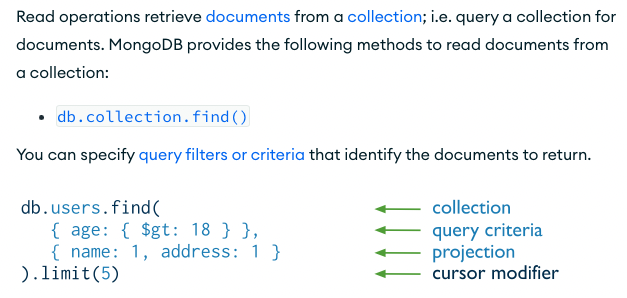 Read operations retrieve documents from a collection; i.e. query a collection for
documents. MongoDB provides the following methods to read documents from
a collection:
• db.collection.find()
You can specify query filters or criteria that identify the documents to return.
db.users.find( collection
{ age: { $gt: 18 } }, query criteria
{ name: 1, address: 1 } projection
).limit(5) cursor modifier